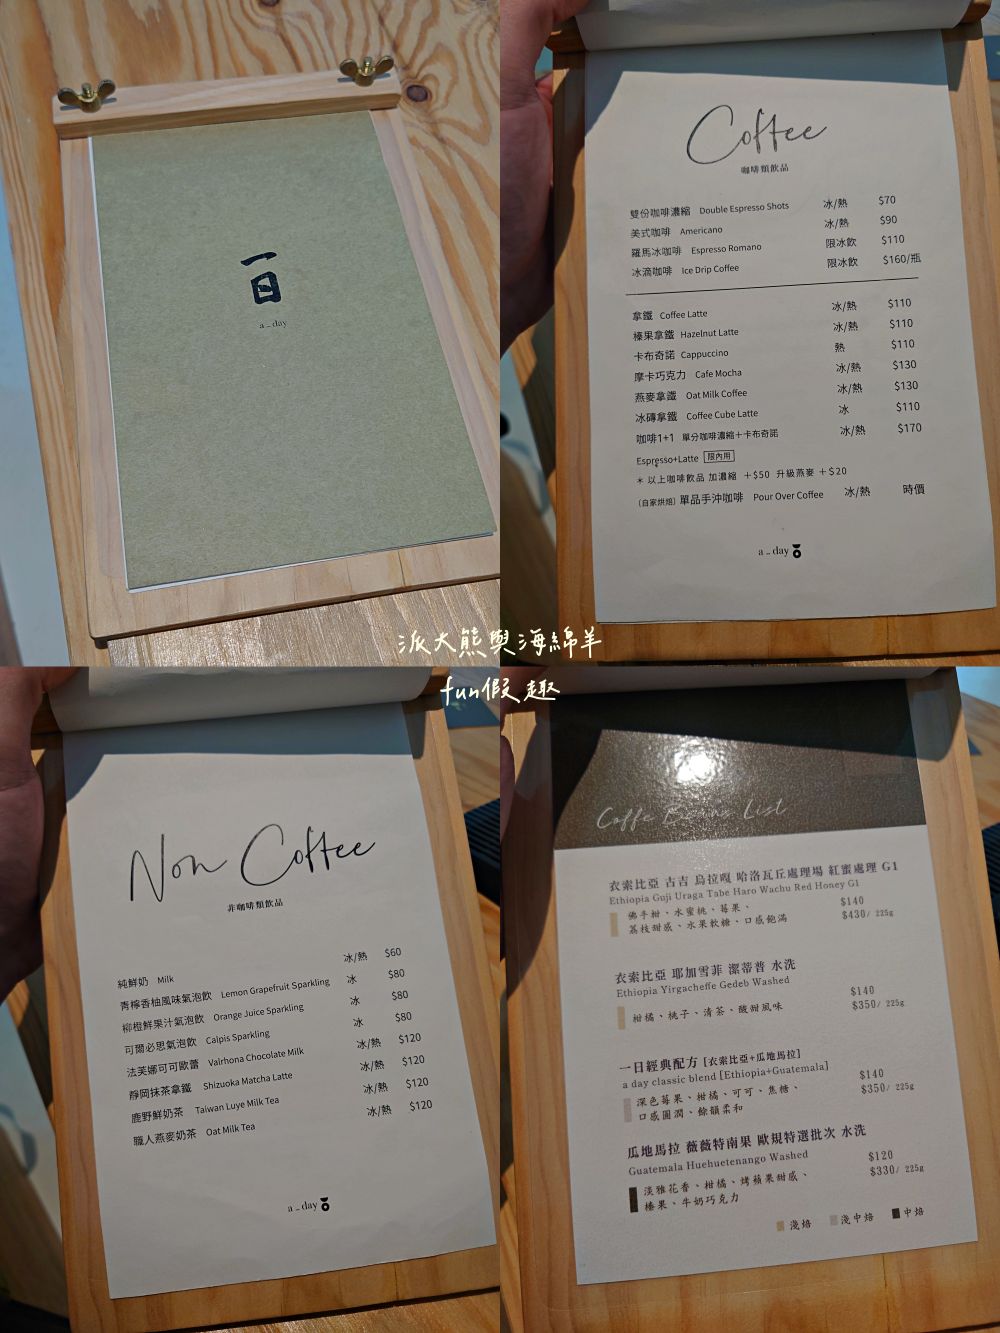 一日
a _ day
Coffee
咖啡類飲品
雙份咖啡濃縮 Double Espresso Shots 冰/熱 $70
美式咖啡 Americano 冰/熱 $90
羅馬冰咖啡 Espresso Romano 限冰飲 $110
冰滴咖啡 Ice Drip Coffee 限冰飲 $160/瓶
拿鐵 Coffee Latte 冰/熱 $110
榛果拿鐵 Hazelnut Latte 冰/熱 $110
卡布奇諾 Cappuccino 熱 $110
摩卡巧克力 Cafe Mocha 冰/熱 $130
燕麥拿鐵 Oat Milk Coffee 冰/熱 $130
冰磚拿鐵 Coffee Cube Latte 冰 $110
咖啡1+1 單分咖啡濃縮＋卡布奇諾 冰/熱 $170
Espresso+Latte 限內用
＊以上咖啡飲品 加濃縮 ＋$50 升級燕麥 ＋$20
(自家烘焙) 單品手沖咖啡 Pour Over Coffee 冰/熱 時價
a _ day
派大熊與海綿羊
fun假趣
Non Coffee
非咖啡類飲品
純鮮奶 Milk 冰/熱 $60
青檸香柚風味氣泡飲 Lemon Grapefruit Sparkling 冰 $80
柳橙鮮果汁氣泡飲 Orange Juice Sparkling 冰 $80
可爾必思氣泡飲 Calpis Sparkling 冰 $80
法芙娜可可歐蕾 Valrhona Chocolate Milk 冰/熱 $120
靜岡抹茶拿鐵 Shizuoka Matcha Latte 冰/熱 $120
鹿野鮮奶茶 Taiwan Luye Milk Tea 冰/熱 $120
職人燕麥奶茶 Oat Milk Tea 冰/熱 $120
a _ day
Coffe Beans List
衣索比亞 古吉 烏拉嘎 哈洛瓦丘處理場 紅蜜處理 G1
Ethiopia Guji Uraga Tabe Haro Wachu Red Honey G1
佛手柑、水蜜桃、莓果、 $140
荔枝甜感、水果軟糖、口感飽滿 $430/ 225g
衣索比亞 耶加雪菲 潔蒂普 水洗
Ethiopia Yirgacheffe Gedeb Washed
柑橘、桃子、清茶、酸甜風味 $140
$350/ 225g
一日經典配方 [衣索比亞+瓜地馬拉]
a day classic blend [Ethiopia+Guatemala]
深色莓果、柑橘、可可、焦糖、 $140
口感圓潤、餘韻柔和 $350/ 225g
瓜地馬拉 薇薇特南果 歐規特選批次 水洗
Guatemala Huehuetenango Washed
淡雅花香、柑橘、烤蘋果甜感、 $120
榛果、牛奶巧克力 $330/ 225g
淺焙 淺中焙 中焙